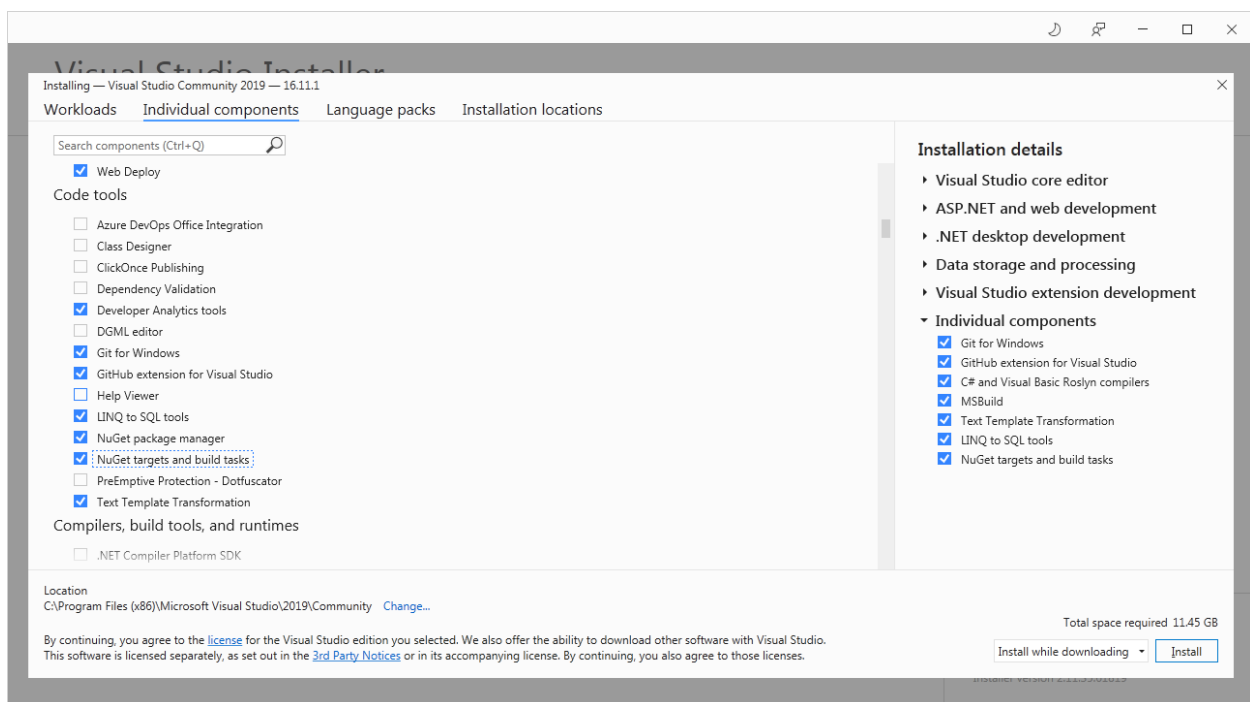 Visual Studio Installer
Installing — Visual Studio Community 2019 — 16.11.1
Workloads Individual components Language packs Installation locations
Search components (Ctrl+Q)
Web Deploy
Code tools
Azure DevOps Office Integration
Class Designer
ClickOnce Publishing
Dependency Validation
Developer Analytics tools
DGML editor
Git for Windows
GitHub extension for Visual Studio
Help Viewer
LINQ to SQL tools
NuGet package manager
NuGet targets and build tasks
PreEmptive Protection - Dotfuscator
Text Template Transformation
Compilers, build tools, and runtimes
.NET Compiler Platform SDK
Installation details
Visual Studio core editor
ASP.NET and web development
.NET desktop development
Data storage and processing
Visual Studio extension development
Individual components
Git for Windows
GitHub extension for Visual Studio
C# and Visual Basic Roslyn compilers
MSBuild
Text Template Transformation
LINQ to SQL tools
NuGet targets and build tasks
Location
C:\Program Files (x86)\Microsoft Visual Studio\2019\Community Change...
By continuing, you agree to the license for the Visual Studio edition you selected. We also offer the ability to download other software with Visual Studio.
This software is licensed separately, as set out in the 3rd Party Notices or in its accompanying license. By continuing, you also agree to those licenses.
Total space required 11.45 GB
Install while downloading Install